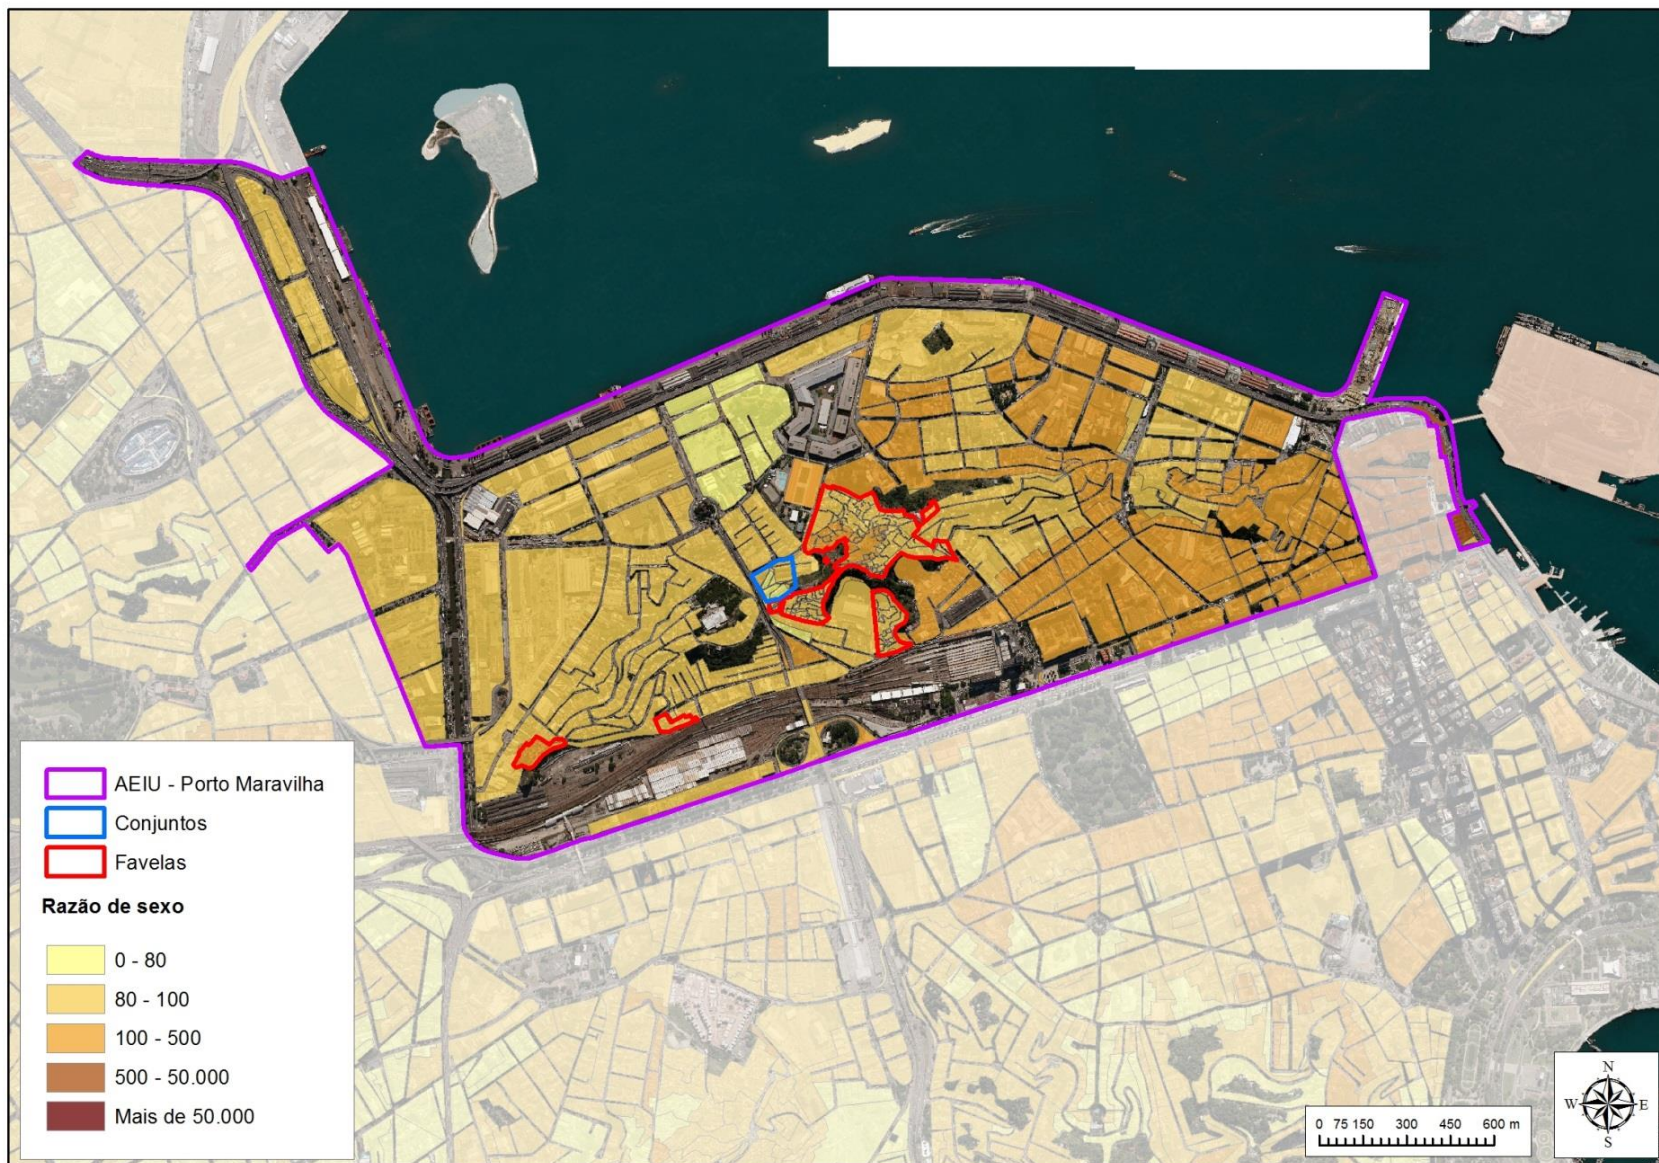 AEIU - Porto Maravilha
Conjuntos
Favelas
Razão de sexo
0 - 80
80 - 100
100 - 500
500 - 50.000
Mais de 50.000
N
W E
S
0 75 150 300 450 600 m